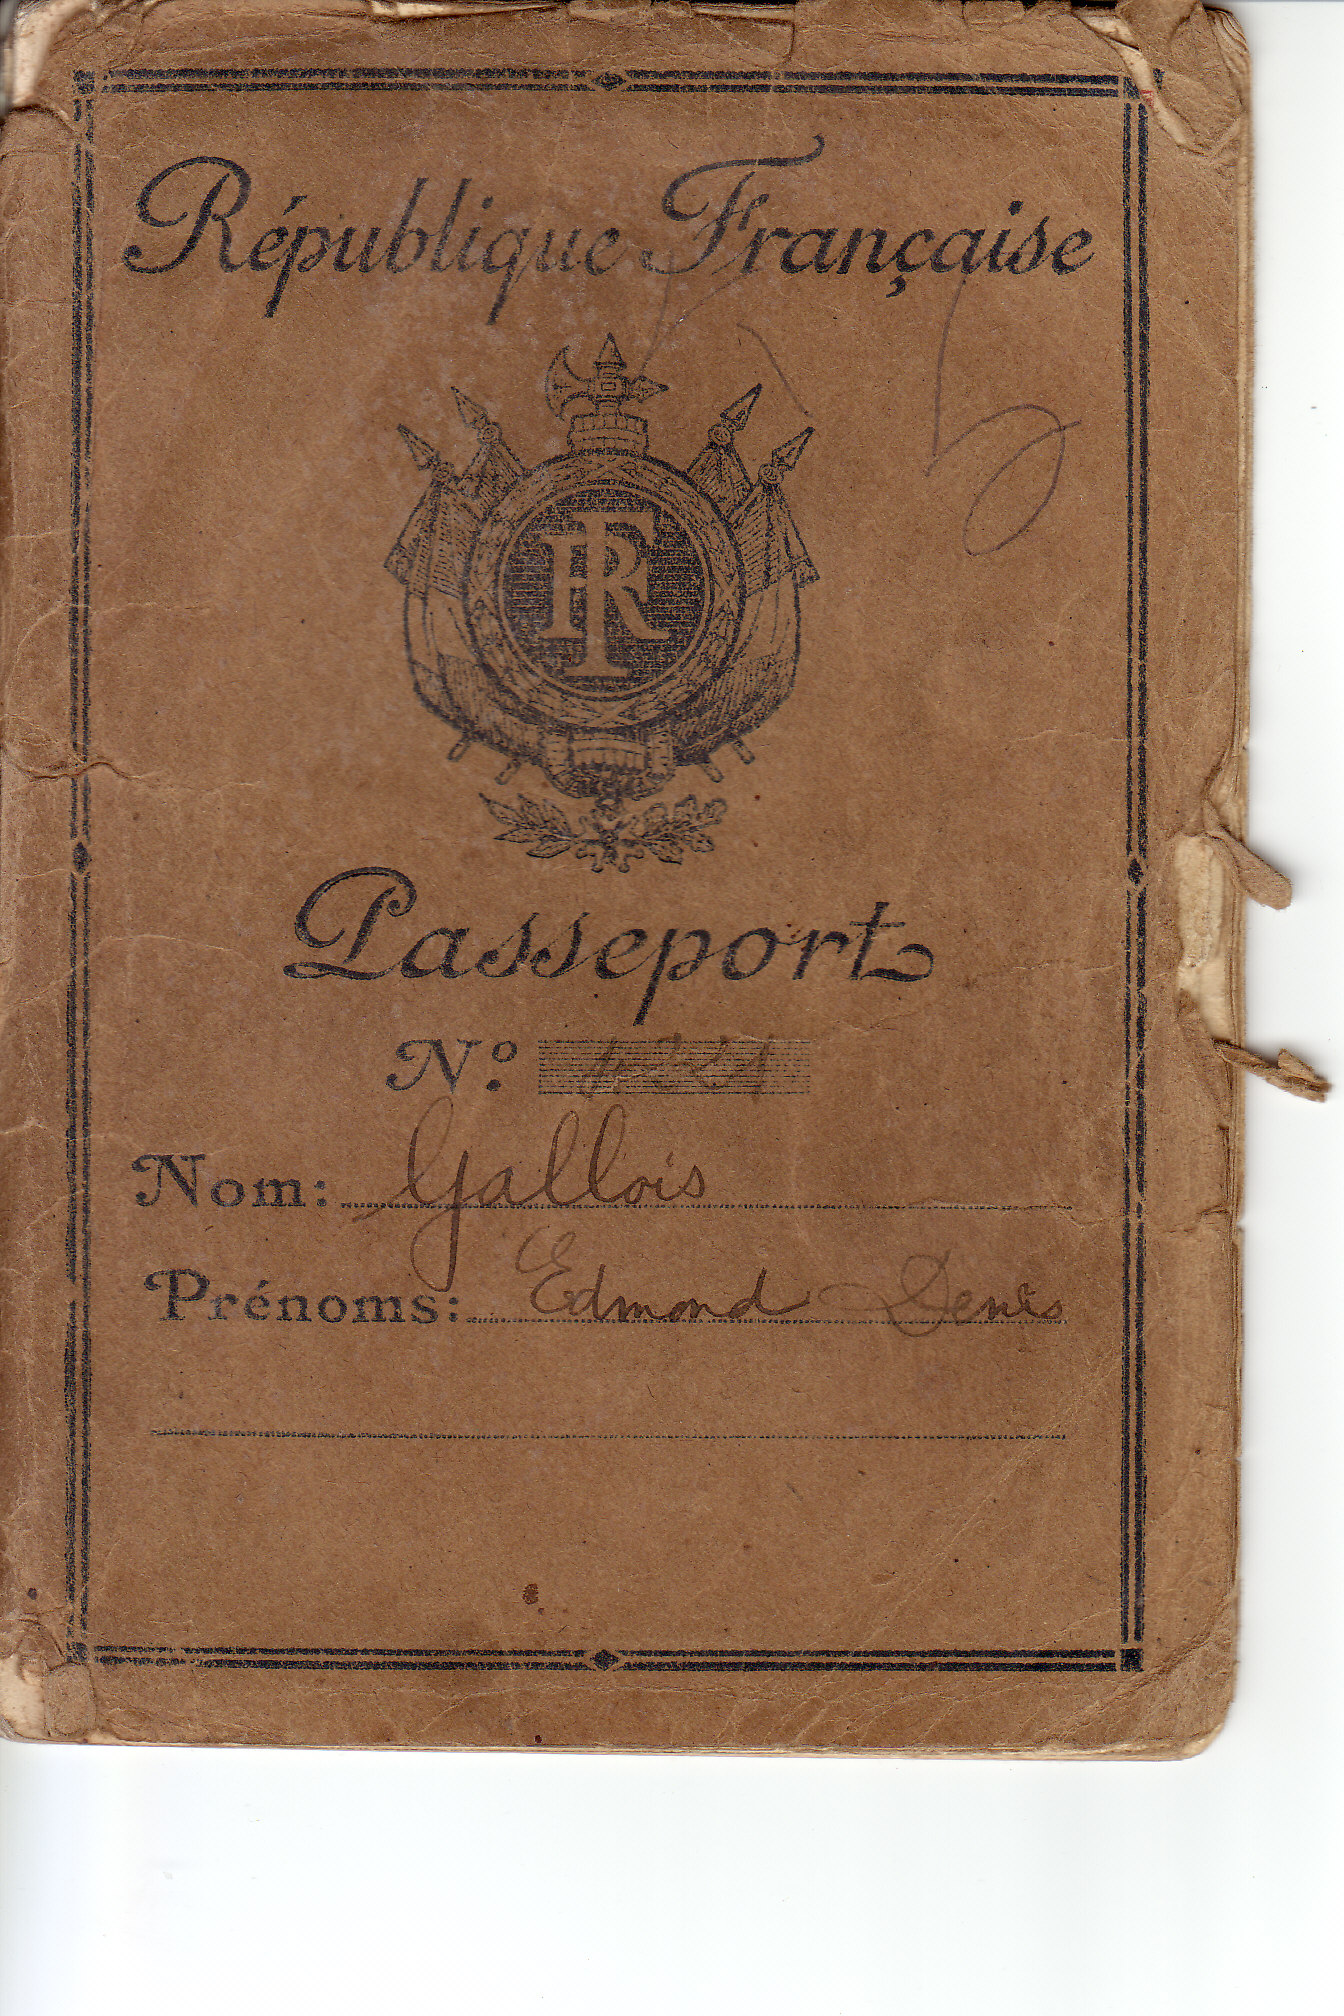 République Française
RF
Passeport
N°
Nom: Gallois
Prénoms: Edmond Denis